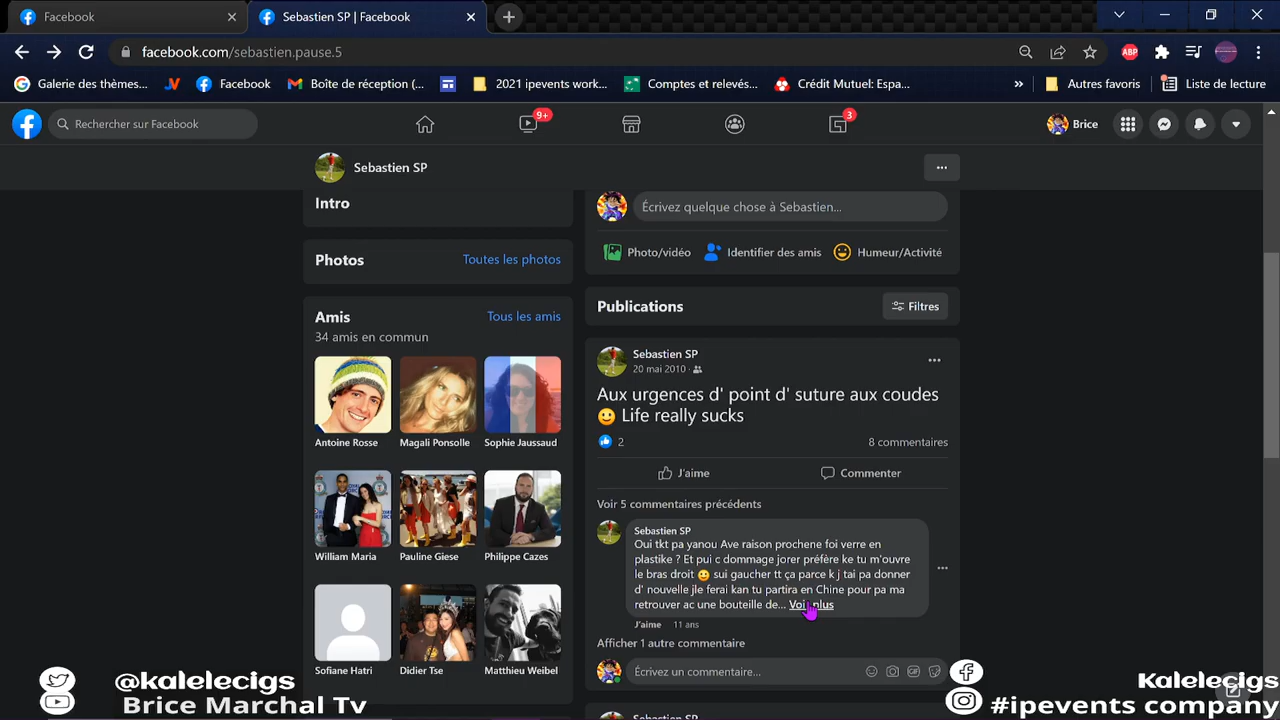 Facebook
Sebastien SP | Facebook
facebook.com/sebastien.pause.5
ABP
Galerie des thèmes...
Facebook
Boîte de réception (...
2021 ipevents work...
Comptes et relevés...
Crédit Mutuel: Espa...
»
Autres favoris
Liste de lecture
Rechercher sur Facebook
9+
3
Brice
Sebastien SP
Intro
Photos
Toutes les photos
Amis
Tous les amis
34 amis en commun
Antoine Rosse
Magali Ponsolle
Sophie Jaussaud
William Maria
Pauline Giese
Philippe Cazes
Sofiane Hatri
Didier Tse
Matthieu Weibel
Écrivez quelque chose à Sebastien...
Photo/vidéo
Identifier des amis
Humeur/Activité
Publications
Filtres
Sebastien SP
20 mai 2010 ·
Aux urgences d' point d' suture aux coudes
🙂 Life really sucks
2
8 commentaires
J'aime
Commenter
Voir 5 commentaires précédents
Sebastien SP
Oui tkt pa yanou Ave raison prochene foi verre en
plastike ? Et pui c dommage jorer préfère ke tu m'ouvre
le bras droit 🙂 sui gaucher tt ça parce k j tai pa donner
d' nouvelle jle ferai kan tu partira en Chine pour pa ma
retrouver ac une bouteille de... Voir plus
J'aime 11 ans
Afficher 1 autre commentaire
Écrivez un commentaire...
GIF
Sebastien SP
@kalelecigs
Brice Marchal Tv
Kalelecigs
#ipevents company